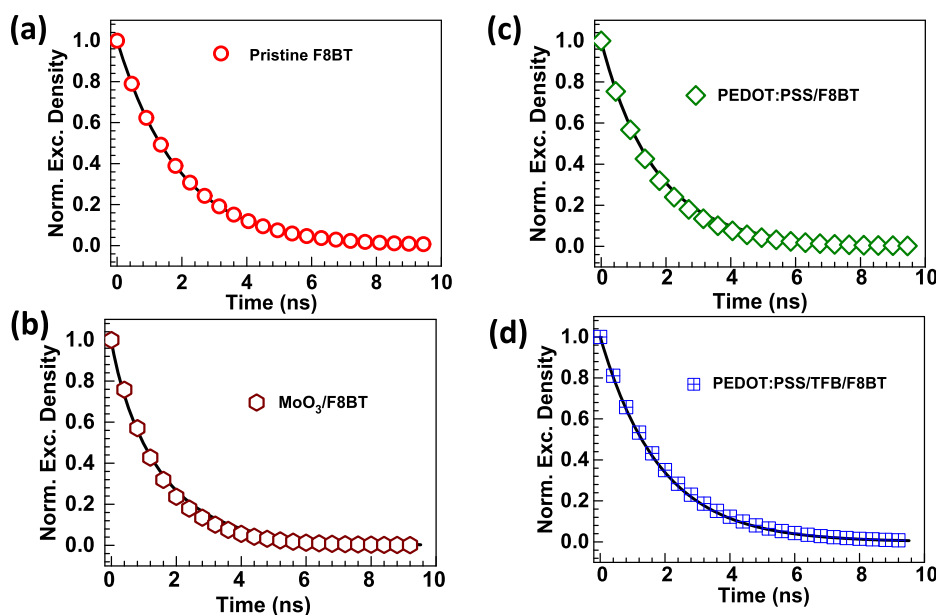 (a)
Norm. Exc. Density
1.0
0.8
0.6
0.4
0.2
0.0
Pristine F8BT
0 2 4 6 8 10
Time (ns)
(c)
Norm. Exc. Density
1.0
0.8
0.6
0.4
0.2
0.0
PEDOT:PSS/F8BT
0 2 4 6 8 10
Time (ns)
(b)
Norm. Exc. Density
1.0
0.8
0.6
0.4
0.2
0.0
MoO₃/F8BT
0 2 4 6 8 10
Time (ns)
(d)
Norm. Exc. Density
1.0
0.8
0.6
0.4
0.2
0.0
PEDOT:PSS/TFB/F8BT
0 2 4 6 8 10
Time (ns)